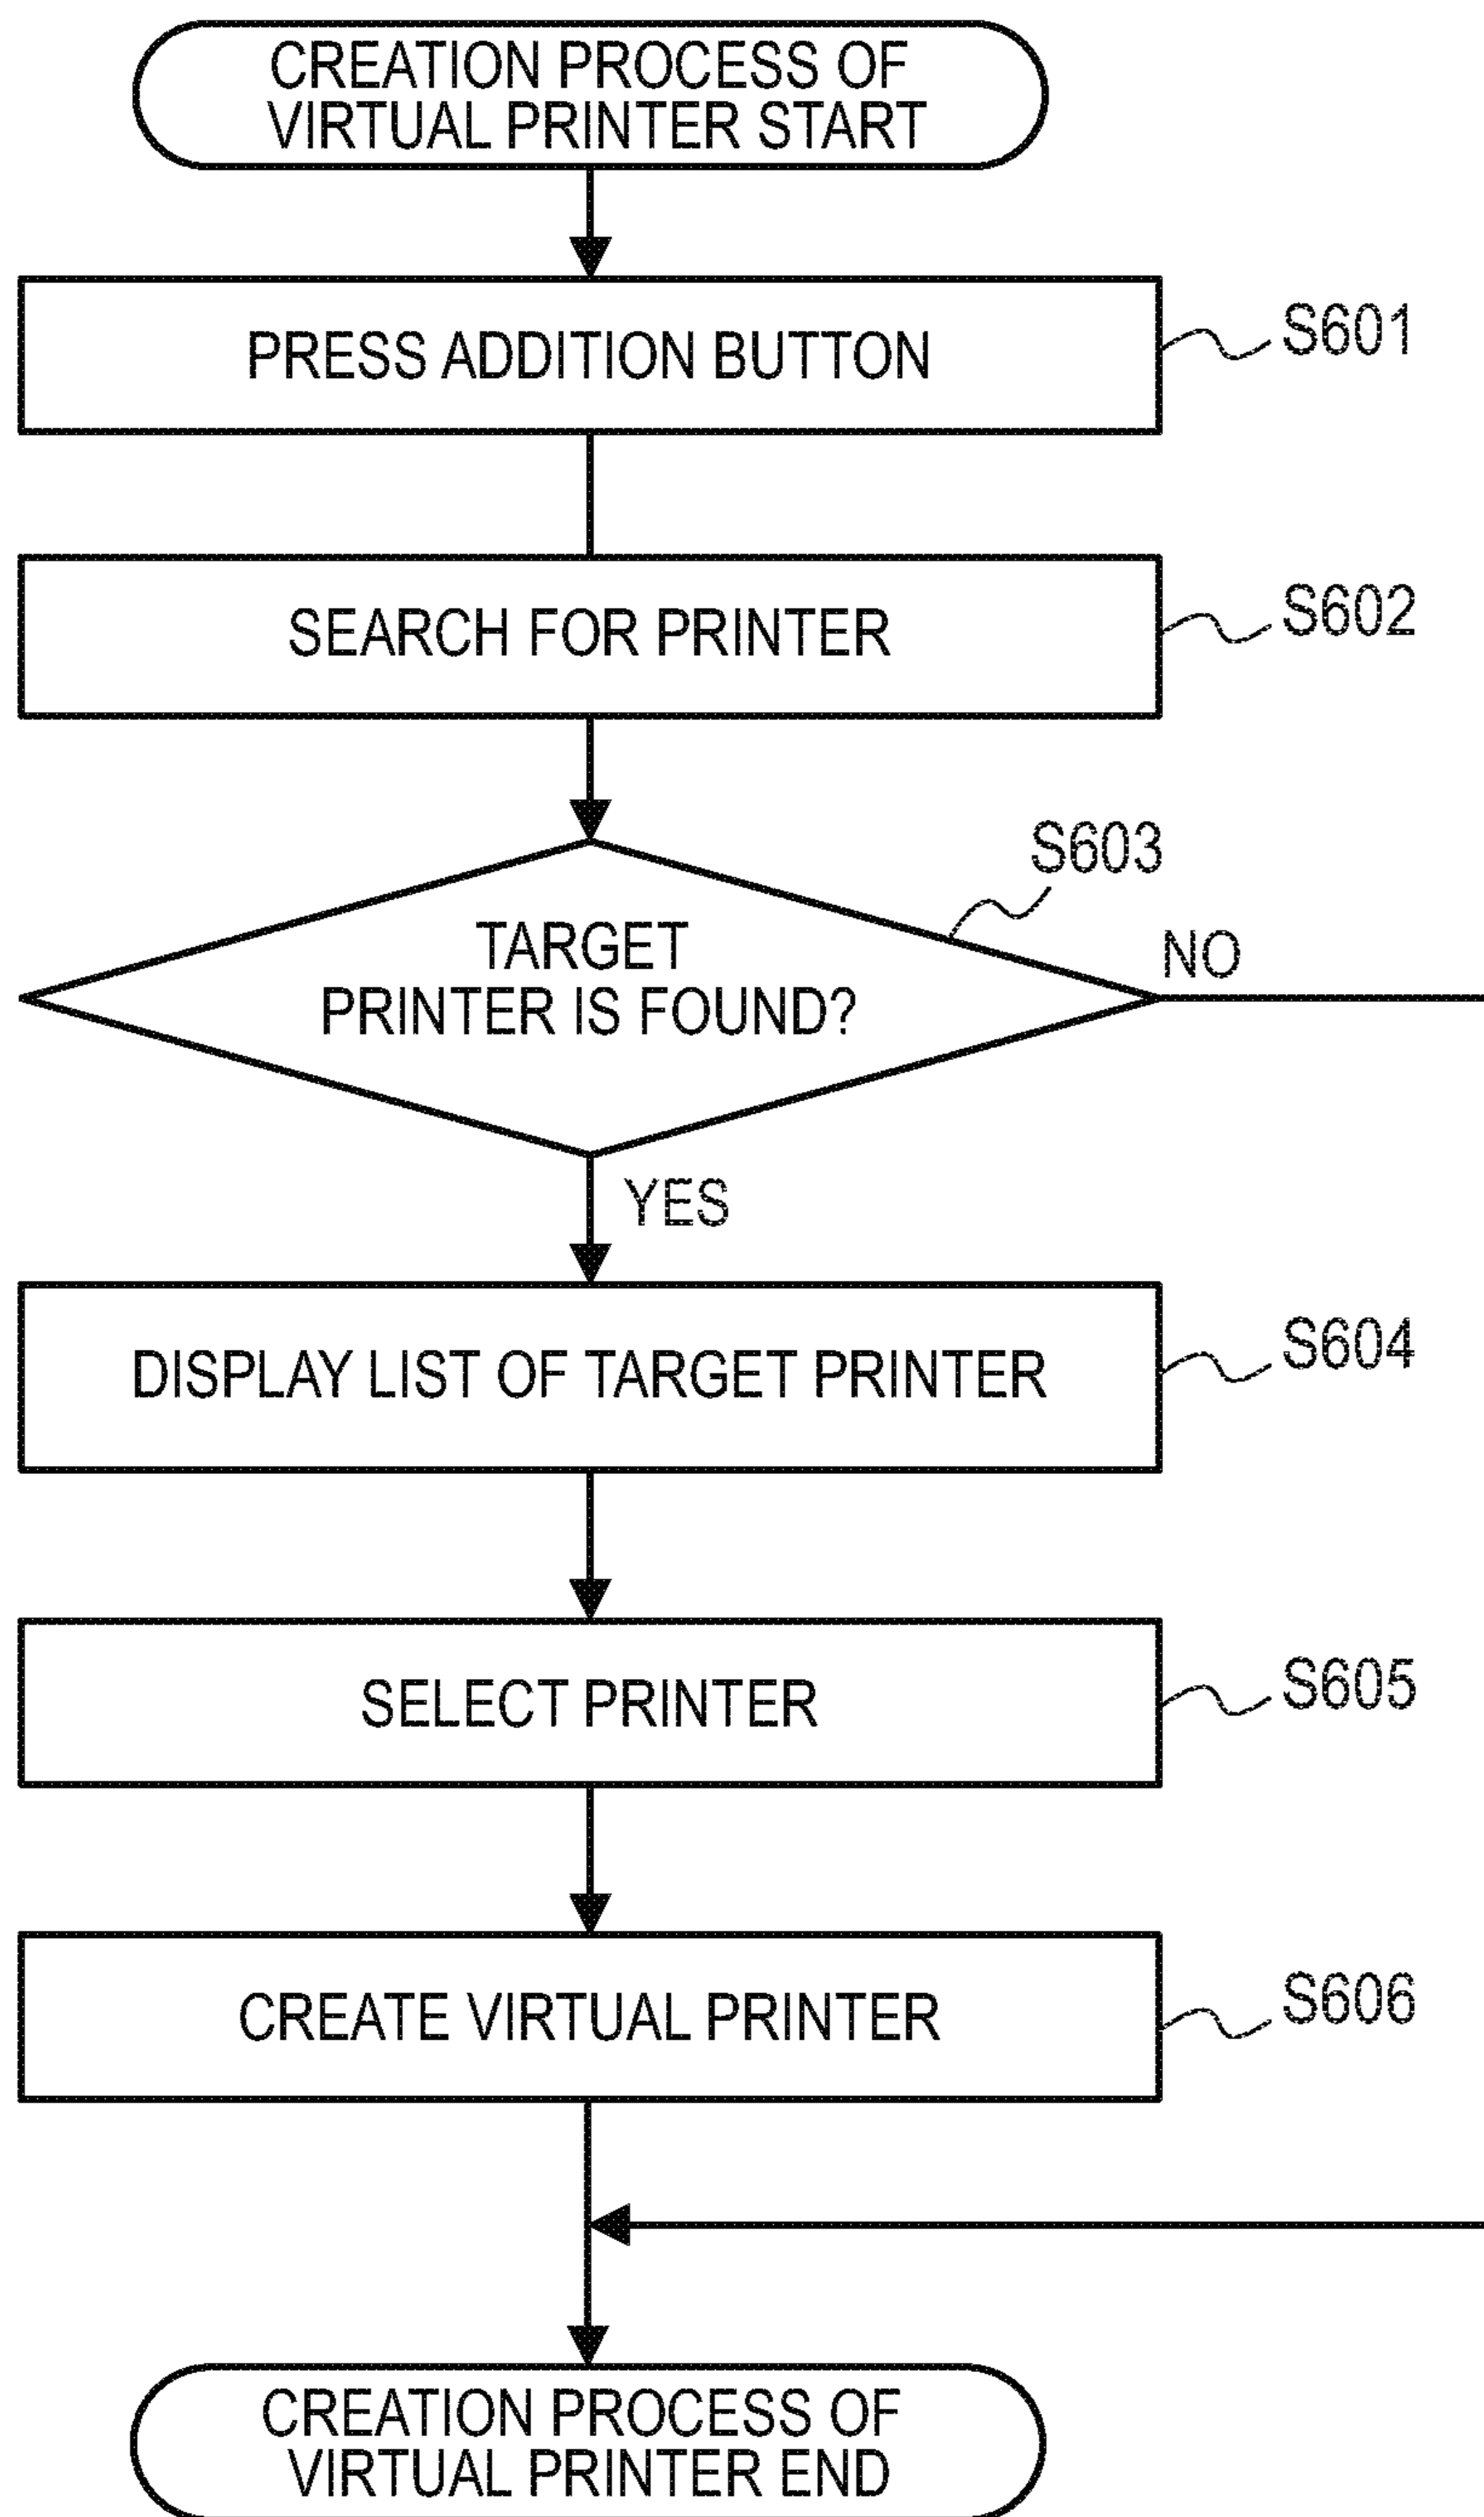 CREATION PROCESS OF
VIRTUAL PRINTER START
PRESS ADDITION BUTTON
S601
SEARCH FOR PRINTER
S602
S603
TARGET
PRINTER IS FOUND?
NO
YES
DISPLAY LIST OF TARGET PRINTER
S604
SELECT PRINTER
S605
CREATE VIRTUAL PRINTER
S606
CREATION PROCESS OF
VIRTUAL PRINTER END